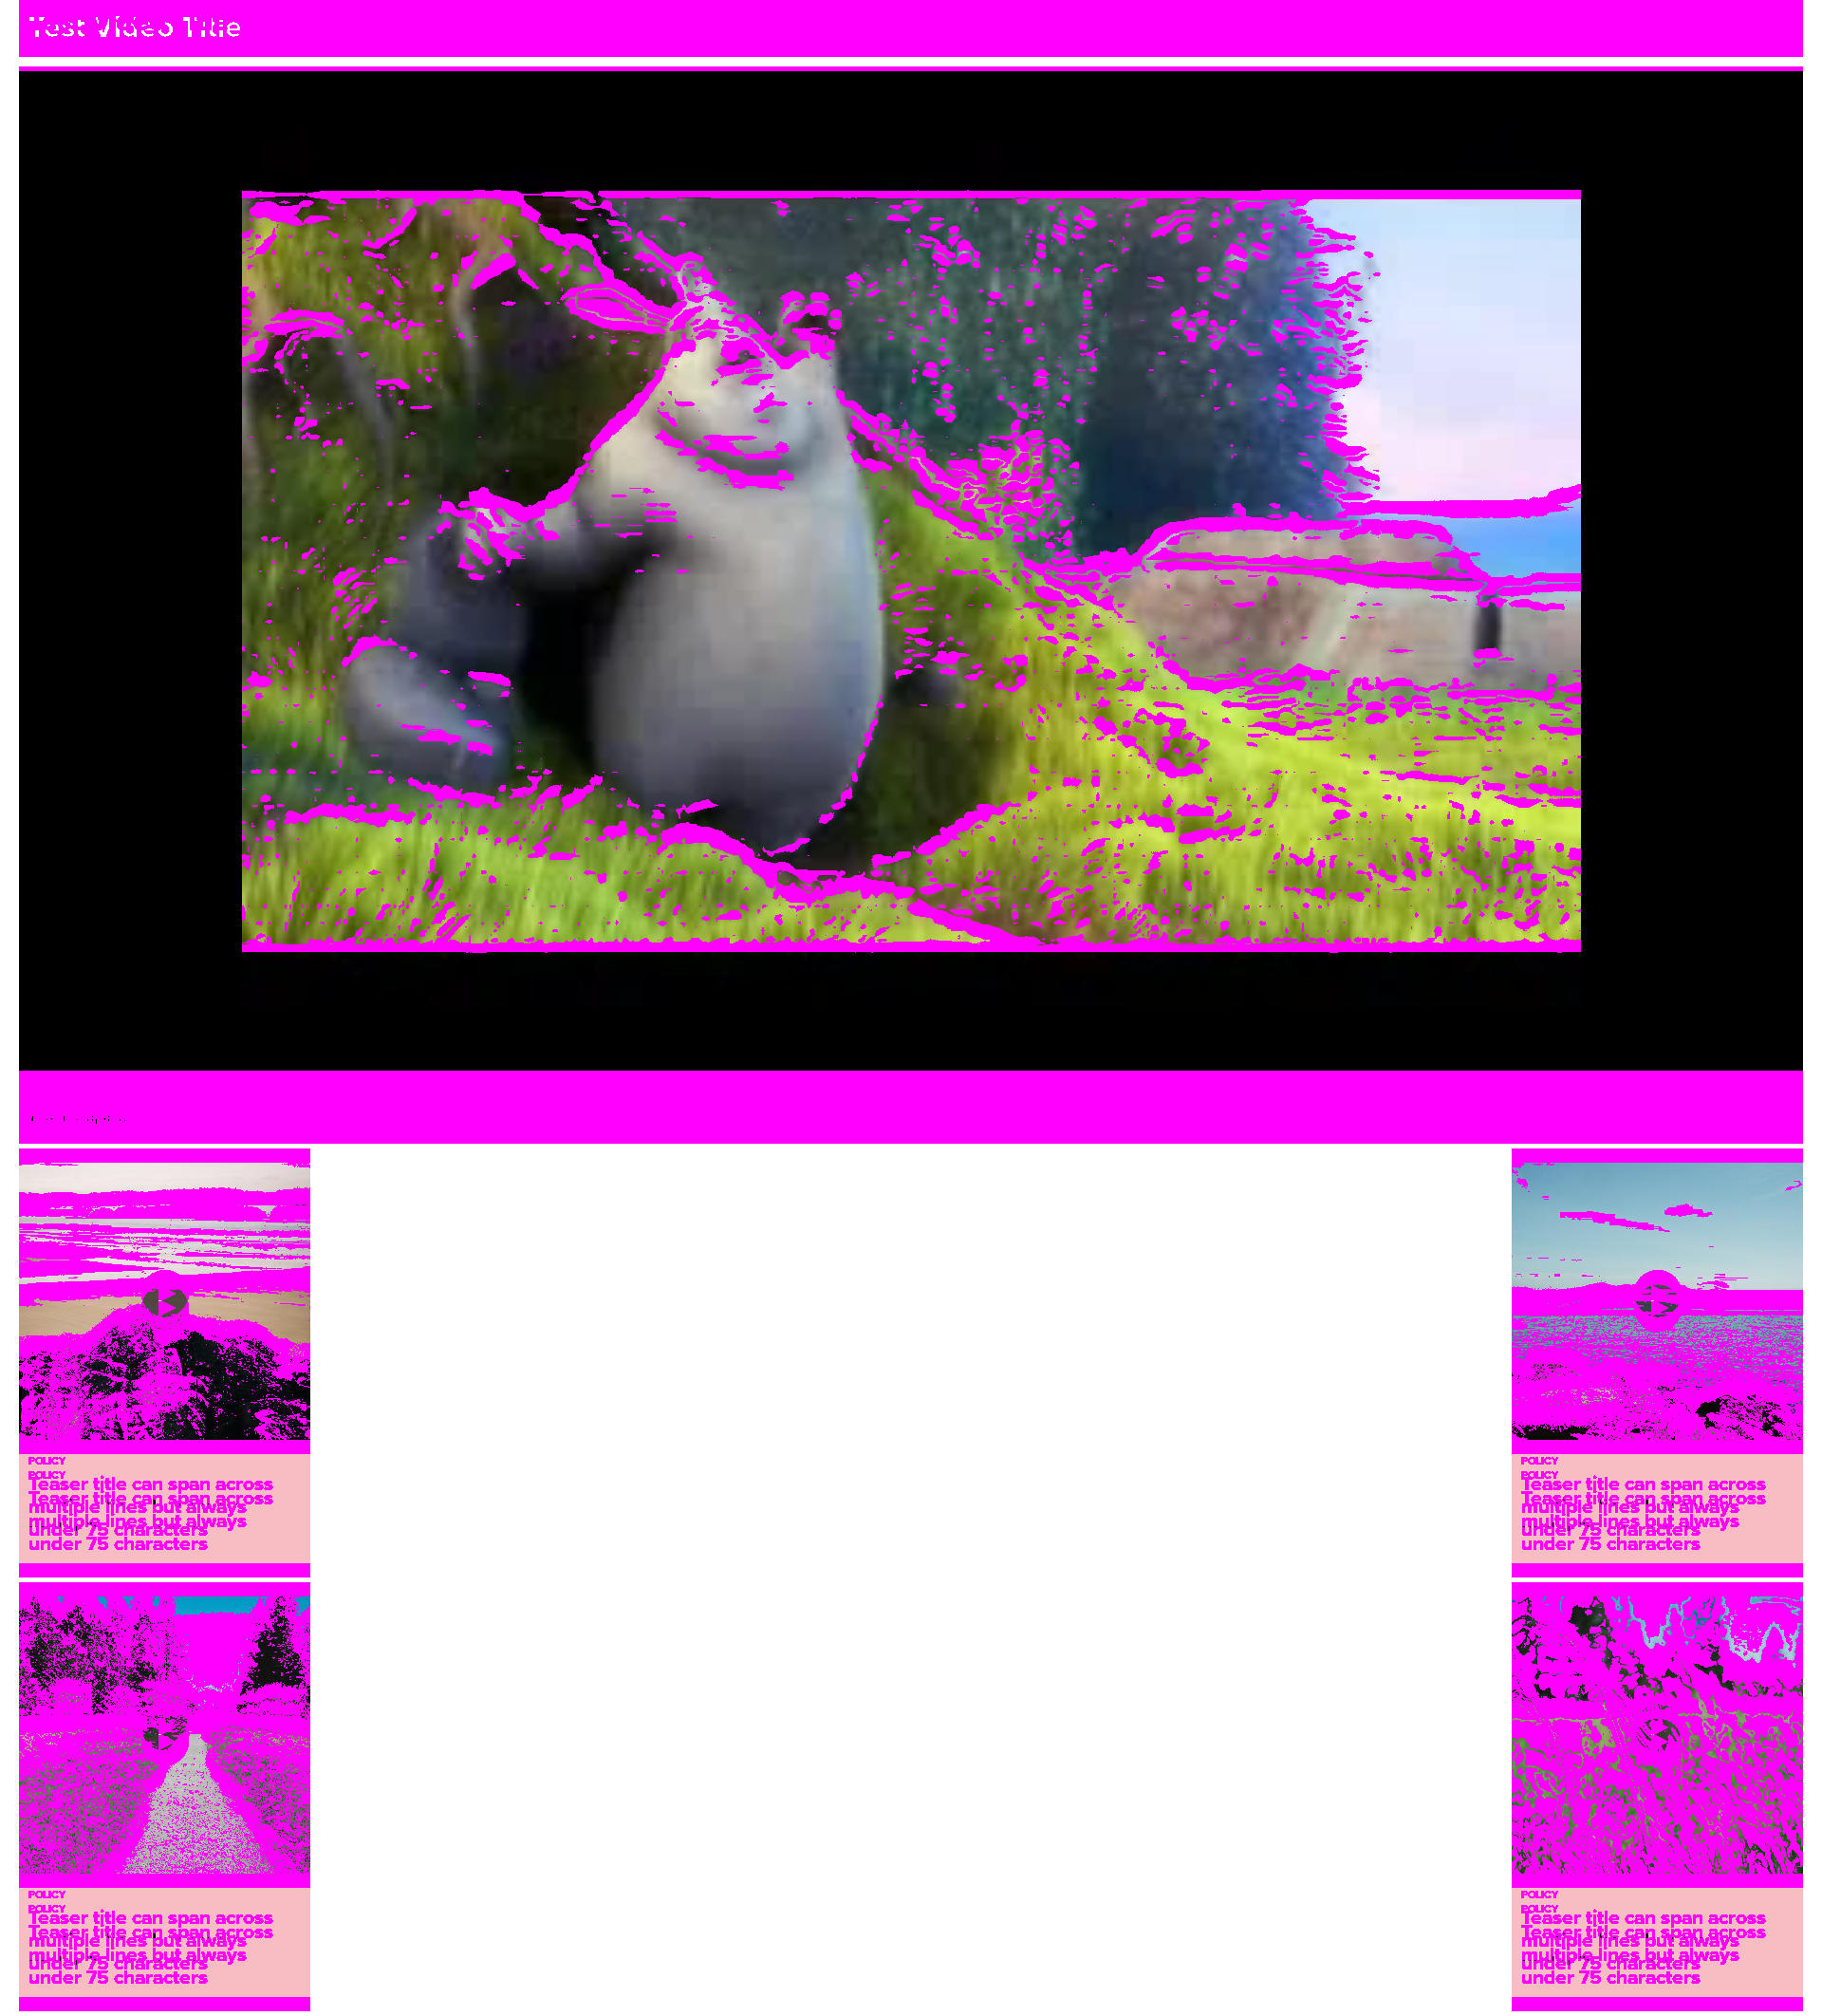 Test Video Title
POLICY
POLICY
Teaser title can span across
Teaser title can span across
multiple lines but always
multiple lines but always
under 75 characters
under 75 characters
POLICY
POLICY
Teaser title can span across
Teaser title can span across
multiple lines but always
multiple lines but always
under 75 characters
under 75 characters
POLICY
POLICY
Teaser title can span across
Teaser title can span across
multiple lines but always
multiple lines but always
under 75 characters
under 75 characters
POLICY
POLICY
Teaser title can span across
Teaser title can span across
multiple lines but always
multiple lines but always
under 75 characters
under 75 characters